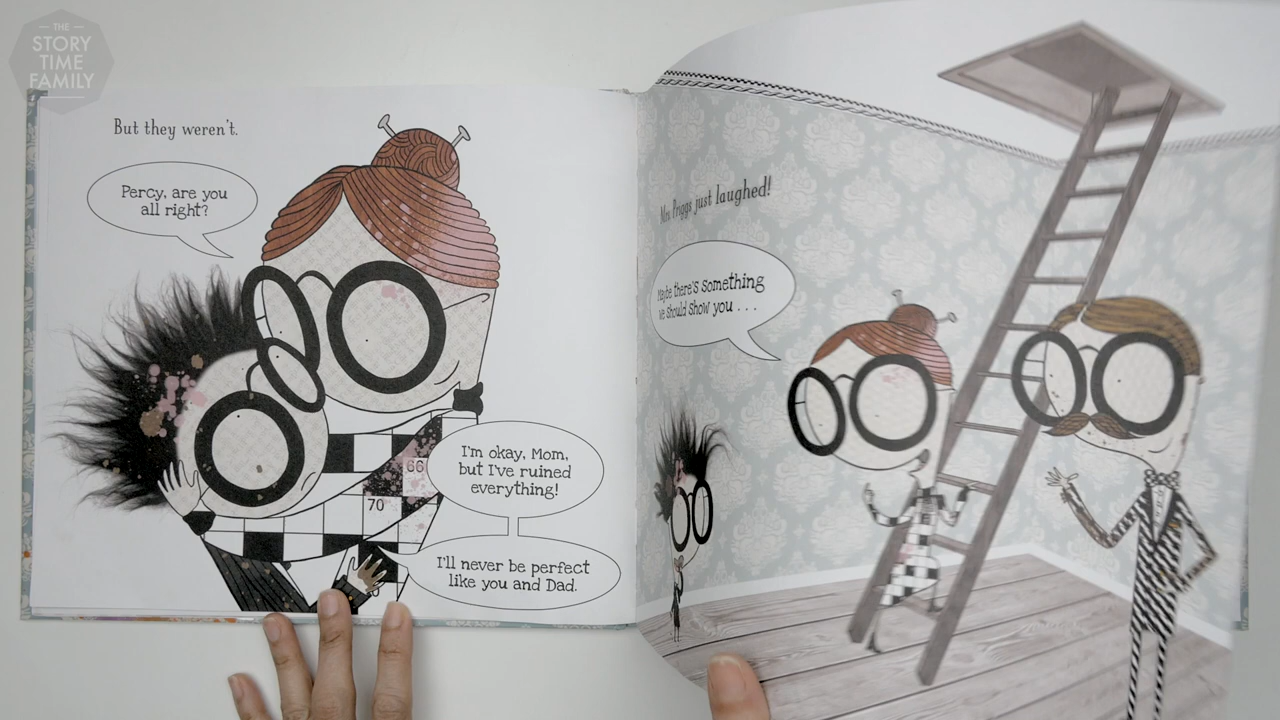 THE
STORY
TIME
FAMILY
But they weren't.
Percy, are you
all right?
66
70
I'm okay, Mom,
but I've ruined
everything!
I'll never be perfect
like you and Dad.
Mrs. Priggs just laughed!
Maybe there's something
we should show you . . .